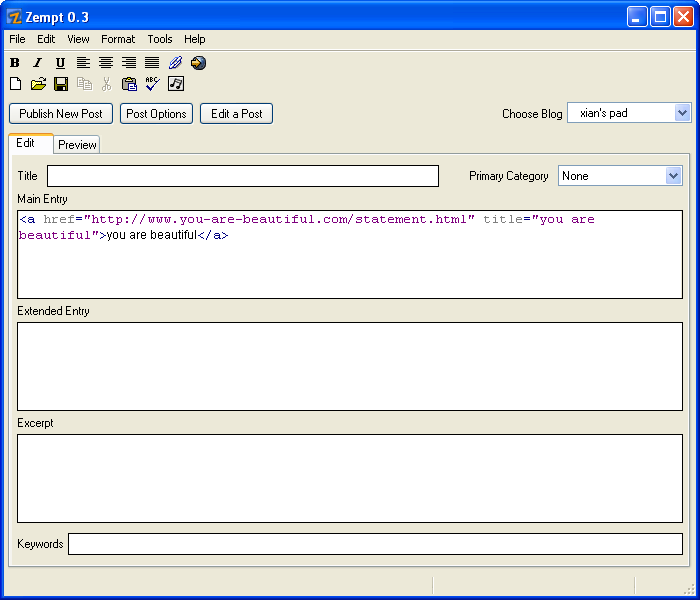 Zempt 0.3
File Edit View Format Tools Help
B I U
ABC
Publish New Post Post Options Edit a Post Choose Blog xian's pad
Edit Preview
Title Primary Category None
Main Entry
<a href="http://www.you-are-beautiful.com/statement.html" title="you are
beautiful">you are beautiful</a>
Extended Entry
Excerpt
Keywords